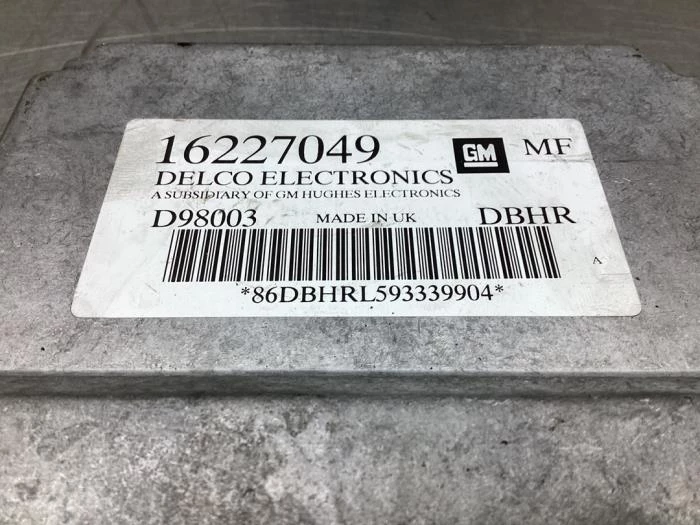 16227049 GM MF
DELCO ELECTRONICS
A SUBSIDIARY OF GM HUGHES ELECTRONICS
D98003 MADE IN UK DBHR
A
*86DBHRL593339904*